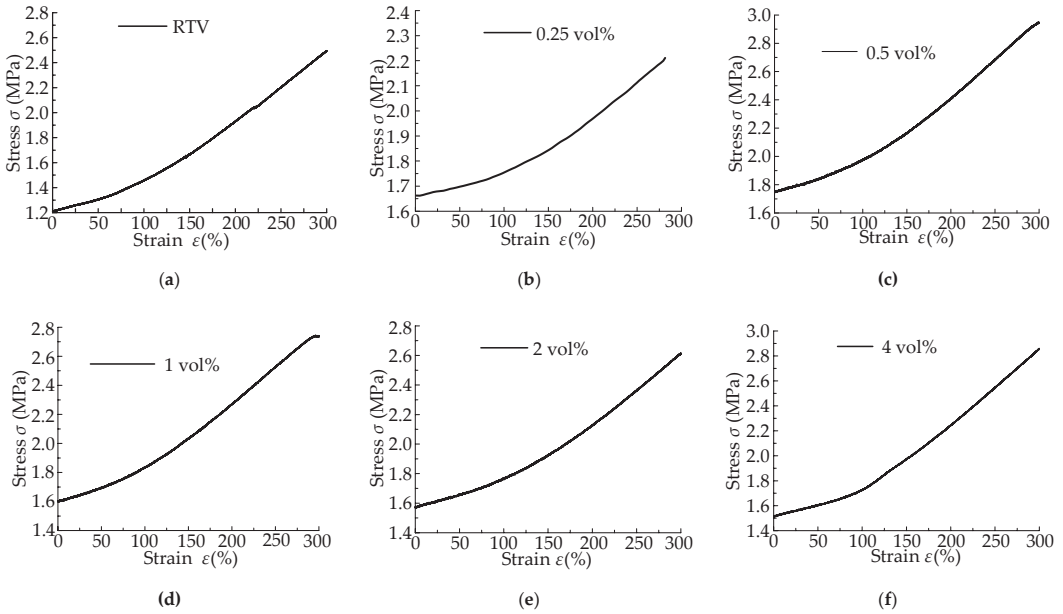 RTV
Stress σ (MPa)
2.8
2.6
2.4
2.2
2.0
1.8
1.6
1.4
1.2
0 50 75 100 125 150 175 200 225 250 275 300
Strain ε(%)
(a)
0.25 vol%
Stress σ (MPa)
2.4
2.3
2.2
2.1
2.0
1.9
1.8
1.7
1.6
0 50 100 150 200 250 300
Strain ε(%)
(b)
0.5 vol%
Stress σ (MPa)
3.0
2.8
2.6
2.4
2.2
2.0
1.8
1.6
0 50 100 150 200 250 300
Strain ε(%)
(c)
1 vol%
Stress σ (MPa)
2.8
2.6
2.4
2.2
2.0
1.8
1.6
1.4
0 50 100 150 200 250 300
Strain ε(%)
(d)
2 vol%
Stress σ (MPa)
2.8
2.6
2.4
2.2
2.0
1.8
1.6
1.4
0 50 100 150 200 250 300
Strain ε(%)
(e)
4 vol%
Stress σ (MPa)
3.0
2.8
2.6
2.4
2.2
2.0
1.8
1.6
1.4
0 50 100 150 200 250 300
Strain ε(%)
(f)